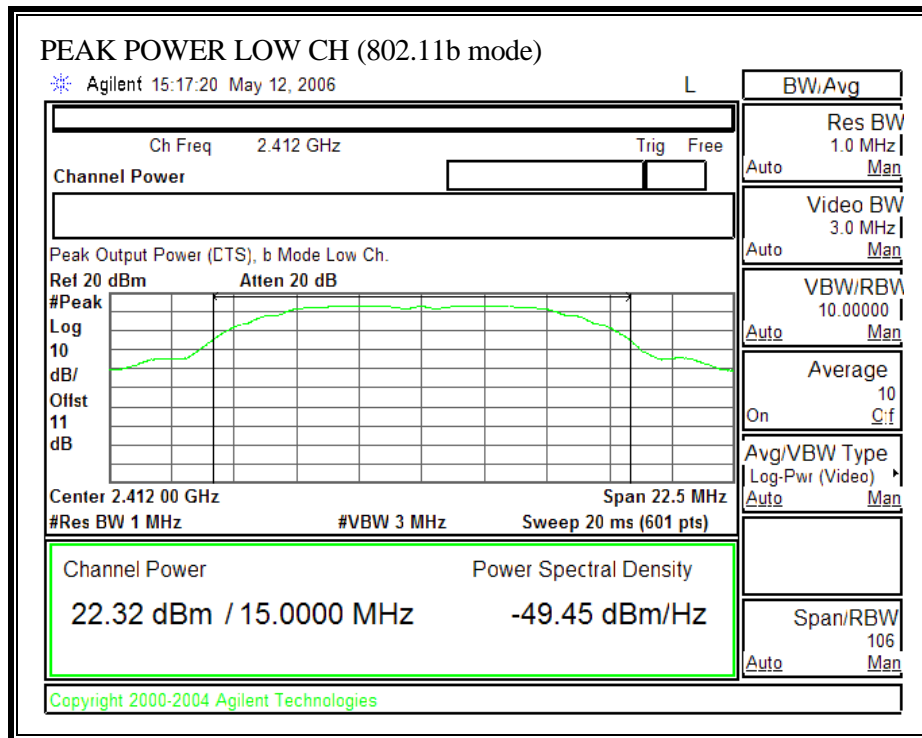 PEAK POWER LOW CH (802.11b mode)
Agilent 15:17:20 May 12, 2006 L
Ch Freq 2.412 GHz Trig Free
Channel Power
Peak Output Power (DTS), b Mode Low Ch.
Ref 20 dBm Atten 20 dB
#Peak
Log
10
dB/
Offst
11
dB
Center 2.412 00 GHz Span 22.5 MHz
#Res BW 1 MHz #VBW 3 MHz Sweep 20 ms (601 pts)
Channel Power Power Spectral Density
22.32 dBm / 15.0000 MHz -49.45 dBm/Hz
Copyright 2000-2004 Agilent Technologies
BW/Avg
Res BW
1.0 MHz
Auto Man
Video BW
3.0 MHz
Auto Man
VBW/RBW
10.00000
Auto Man
Average
10
On Off
Avg/VBW Type
Log-Pwr (Video)
Auto Man
Span/RBW
106
Auto Man